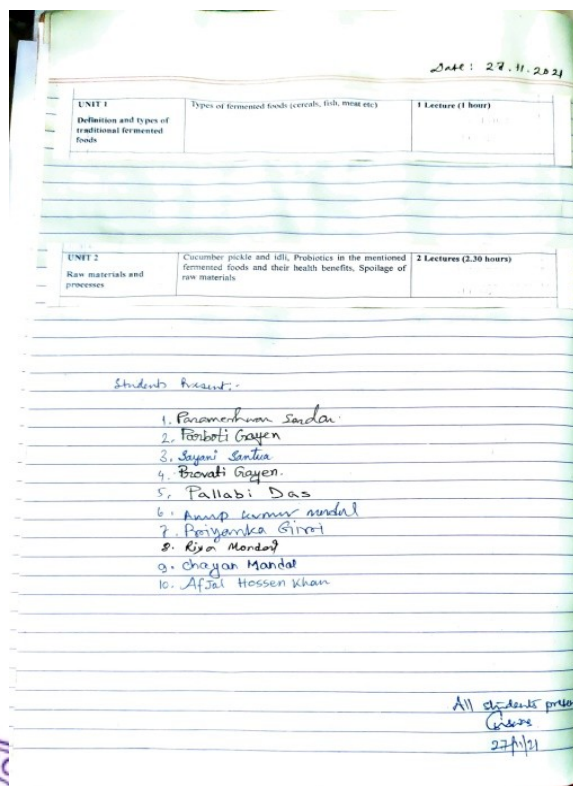 Date: 27.11.2021
UNIT 1 Types of fermented foods (cereals, fish, meat etc) 1 Lecture (1 hour)
Definition and types of
traditional fermented
foods
UNIT 2 Cucumber pickle and idli, Probiotics in the mentioned 2 Lectures (2.30 hours)
Raw materials and fermented foods and their health benefits, Spoilage of
processes raw materials
Students Present:-
1. Parameshwar Sardar
2. Parboti Gayen
3. Sayani Santra
4. Brovati Gayen.
5. Pallabi Das
6. Anup kumar mondal
7. Priyanka Giri
8. Riya Mondal
9. Chayan Mandal
10. Afjal Hossen Khan
All students presen
27/11/21